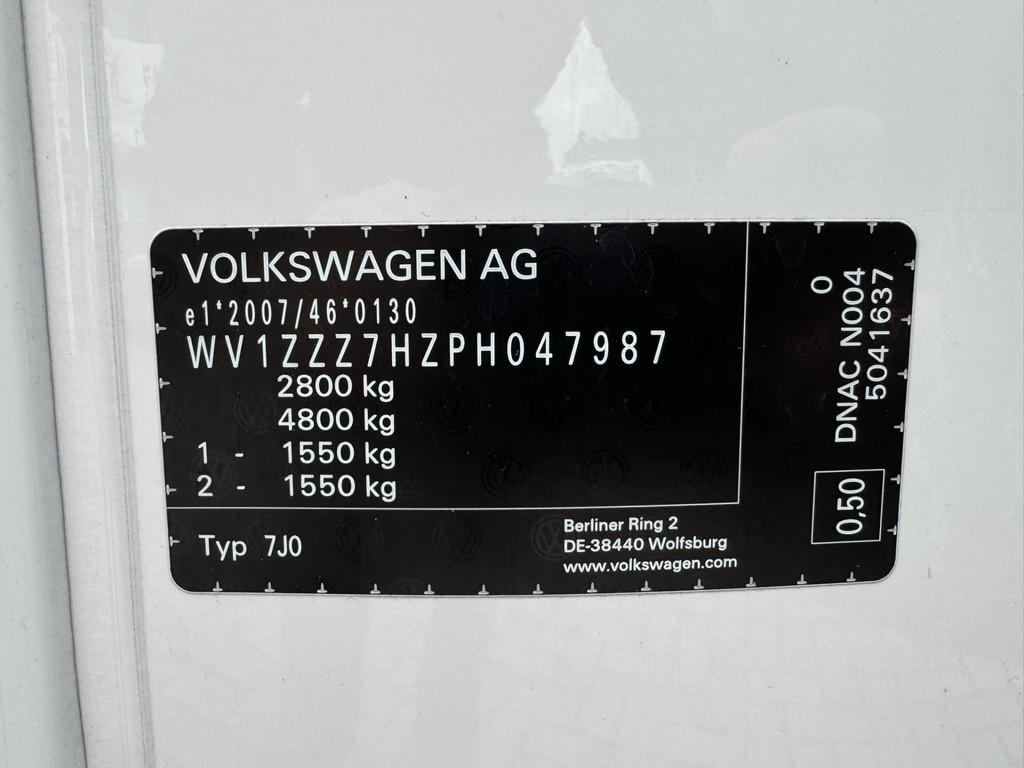 VOLKSWAGEN AG
e1*2007/46*0130
WV1ZZZ7HZPH047987
2800 kg
4800 kg
1 - 1550 kg
2 - 1550 kg
Typ 7J0
Berliner Ring 2
DE-38440 Wolfsburg
www.volkswagen.com
0
DNAC N004
5041637
0,50